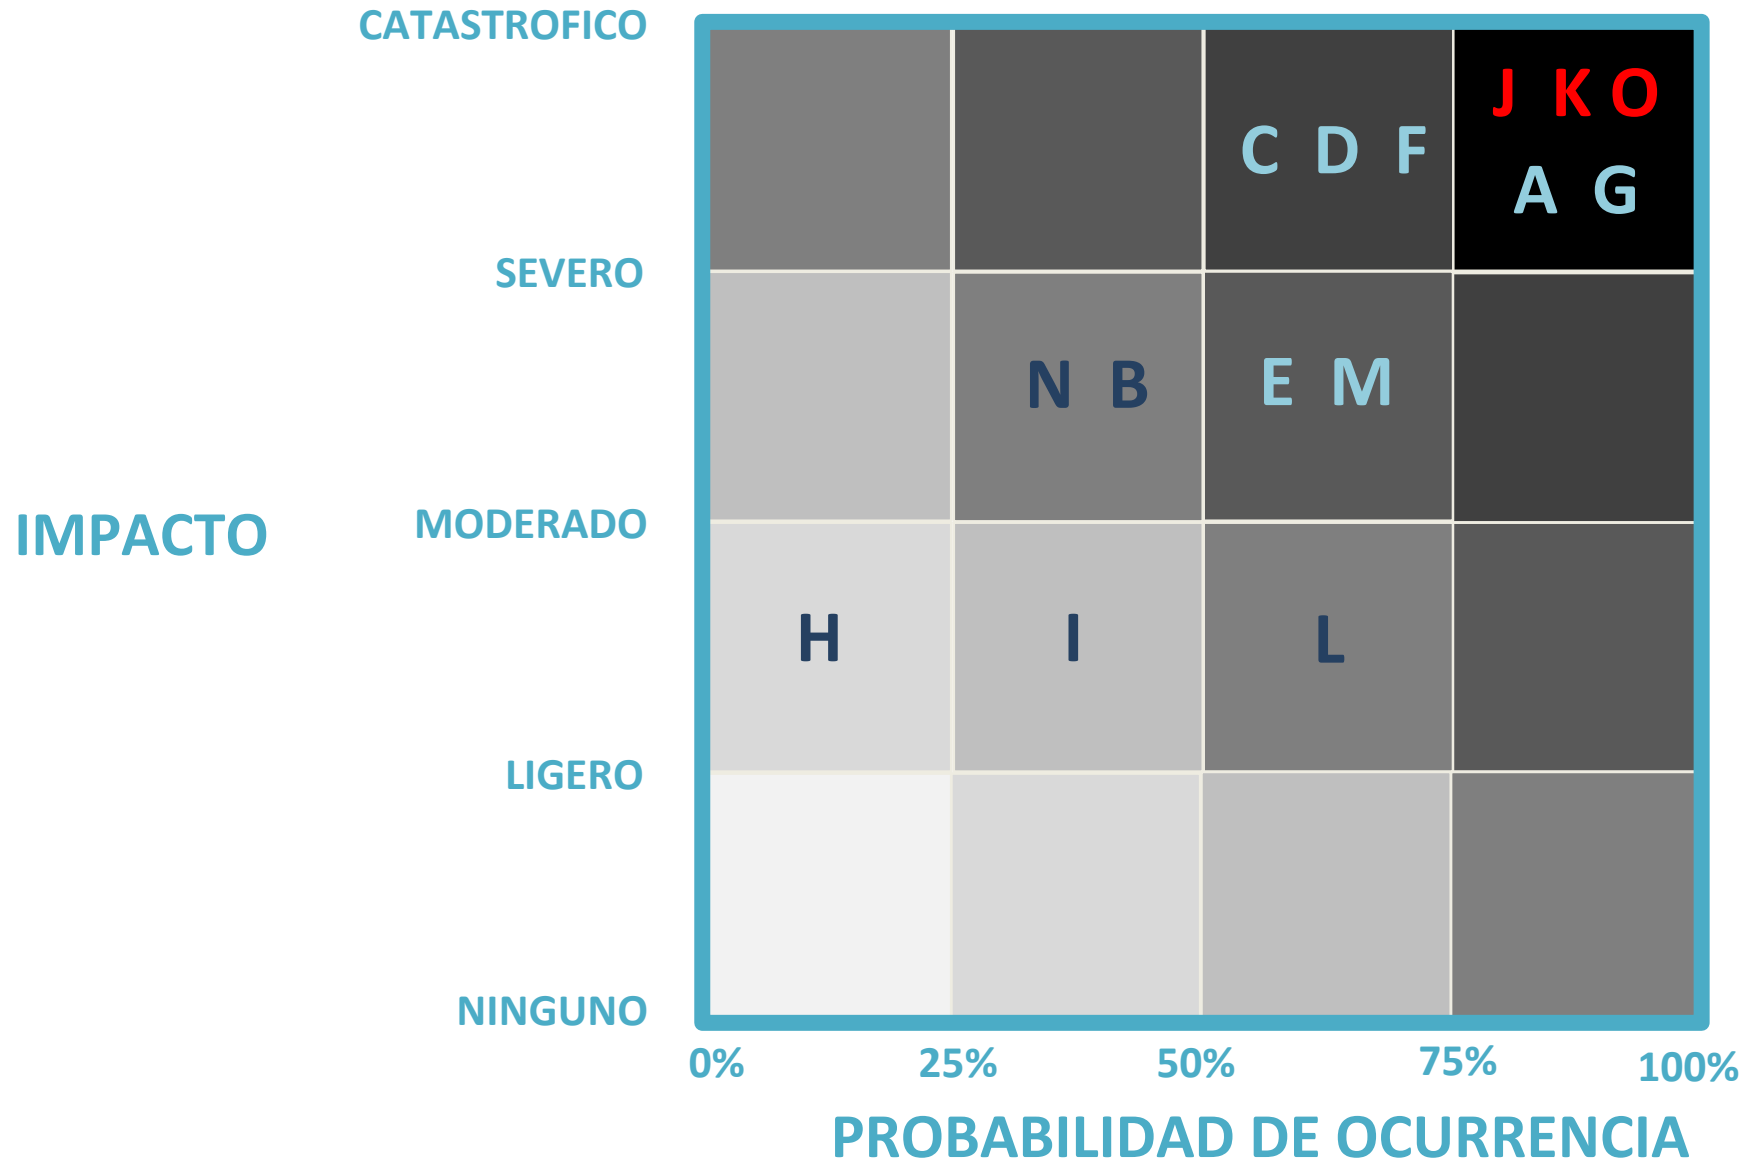 CATASTROFICO
J K O
C D F
A G
SEVERO
N B
E M
MODERADO
IMPACTO
H
I
L
LIGERO
NINGUNO
0% 25% 50% 75% 100%
PROBABILIDAD DE OCURRENCIA